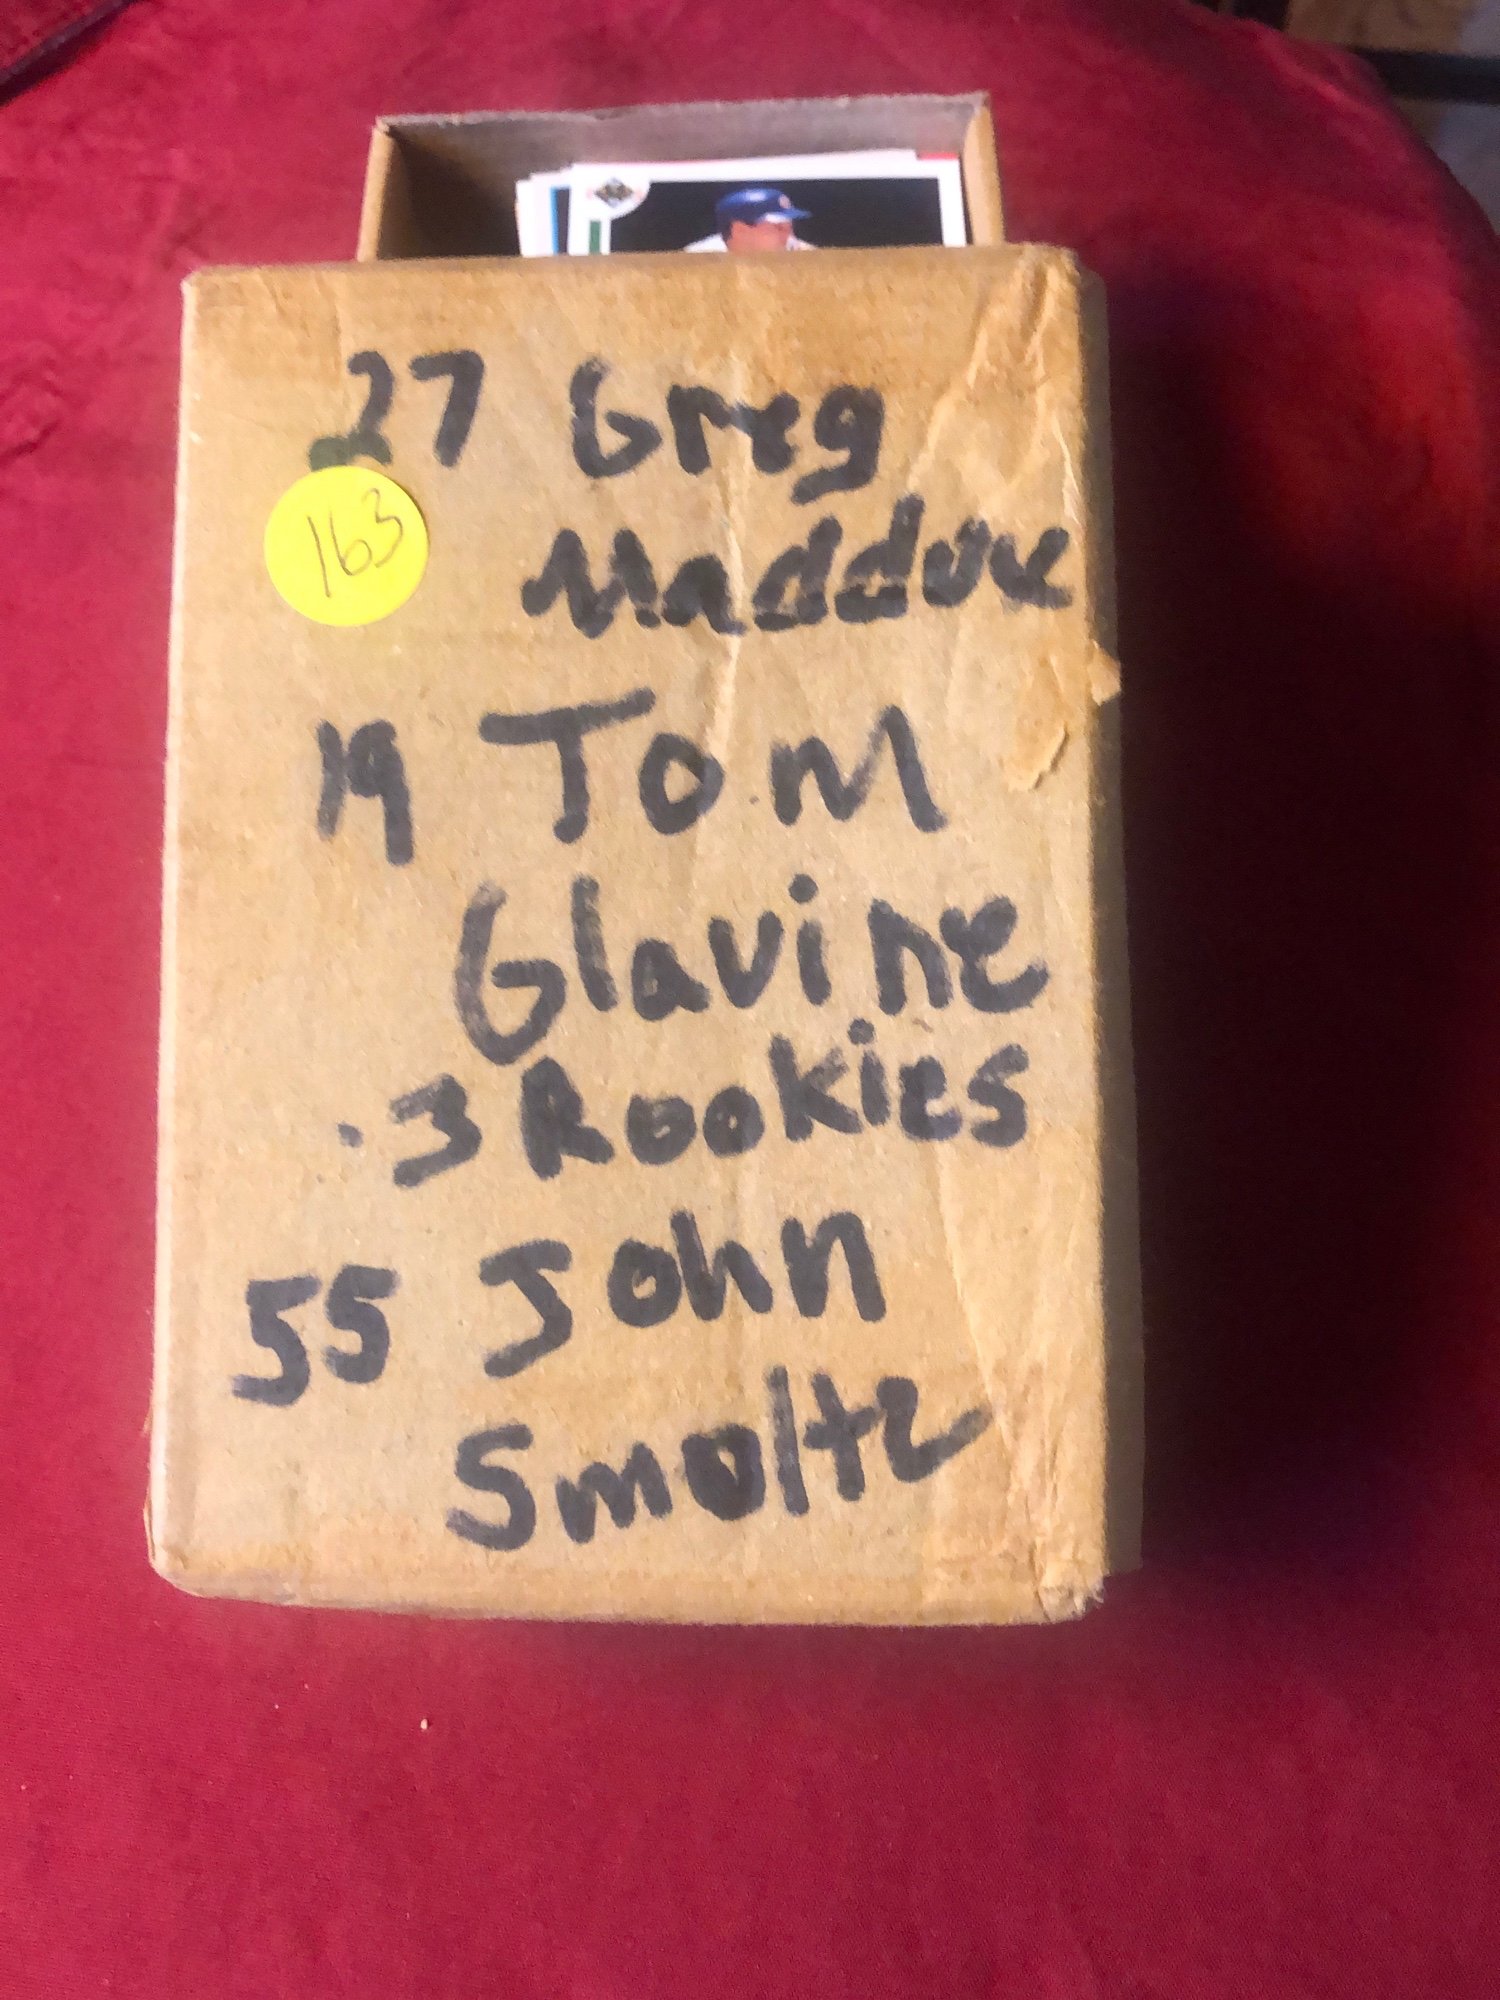 27 Greg
163
Maddux
19 Tom
Glavine
.3 Rookies
55 John
Smoltz